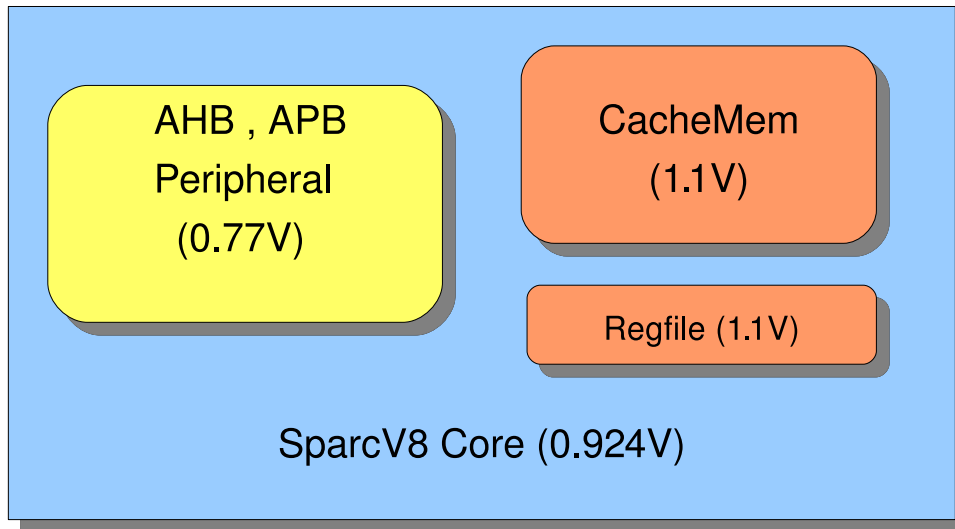 AHB , APB
Peripheral
(0.77V)
CacheMem
(1.1V)
Regfile (1.1V)
SparcV8 Core (0.924V)